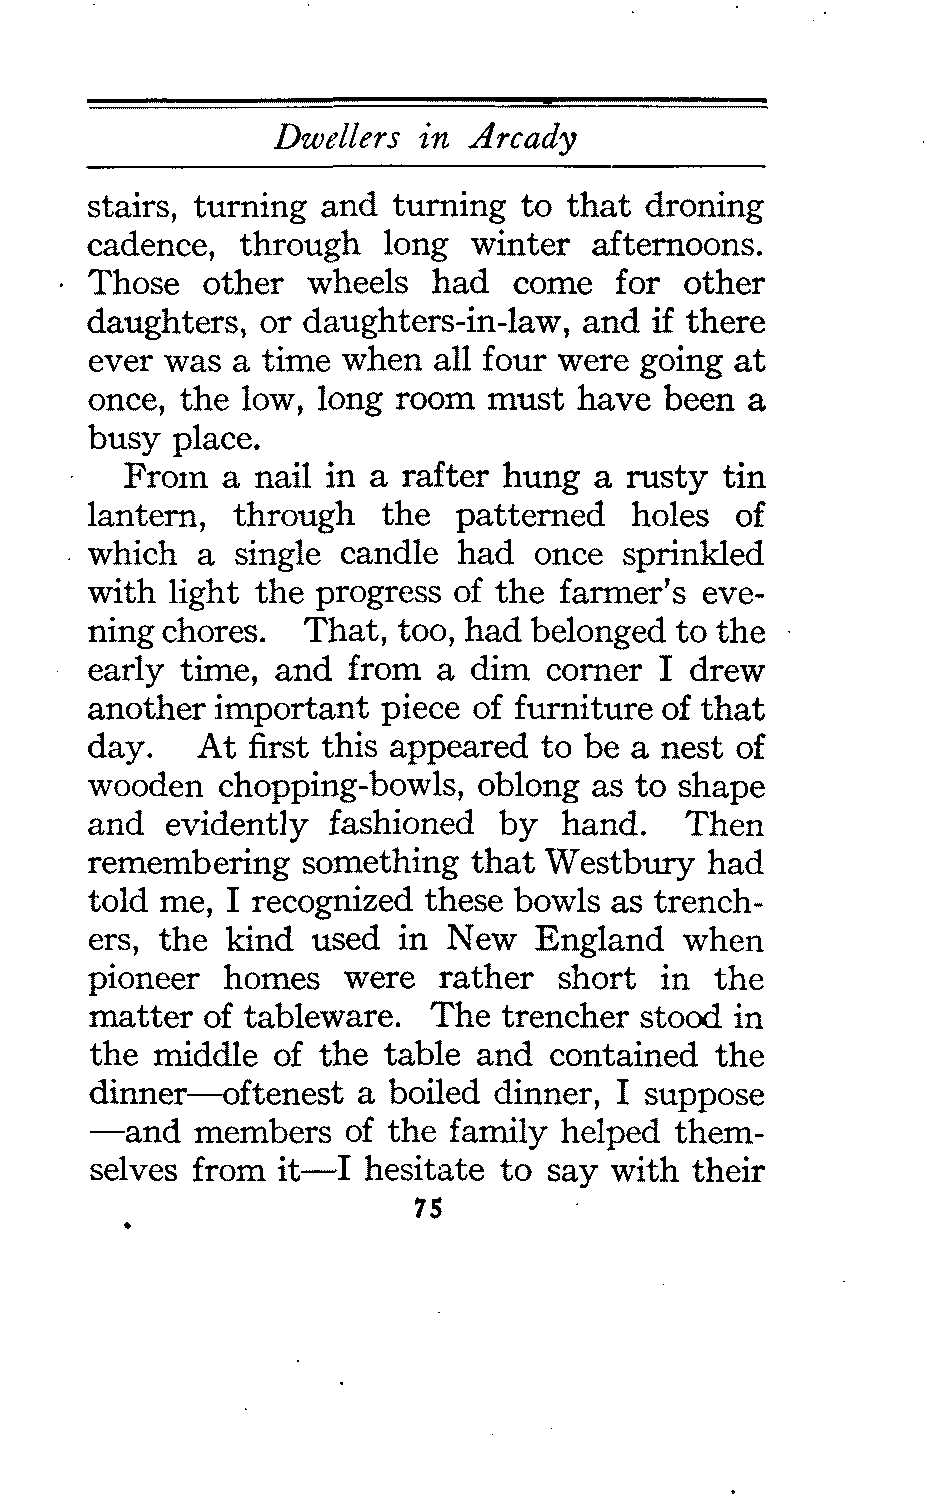 Dwellers in Arcady
stairs, turning and turning to that droning
cadence, through long winter afternoons.
Those other wheels had come for other
daughters, or daughters-in-law, and if there
ever was a time when all four were going at
once, the low, long room must have been a
busy place.
From a nail in a rafter hung a rusty tin
lantern, through the patterned holes of
which a single candle had once sprinkled
with light the progress of the farmer's eve-
ning chores. That, too, had belonged to the
early time, and from a dim corner I drew
another important piece of furniture of that
day. At first this appeared to be a nest of
wooden chopping-bowls, oblong as to shape
and evidently fashioned by hand. Then
remembering something that Westbury had
told me, I recognized these bowls as trench-
ers, the kind used in New England when
pioneer homes were rather short in the
matter of tableware. The trencher stood in
the middle of the table and contained the
dinner—oftenest a boiled dinner, I suppose
—and members of the family helped them-
selves from it—I hesitate to say with their
75